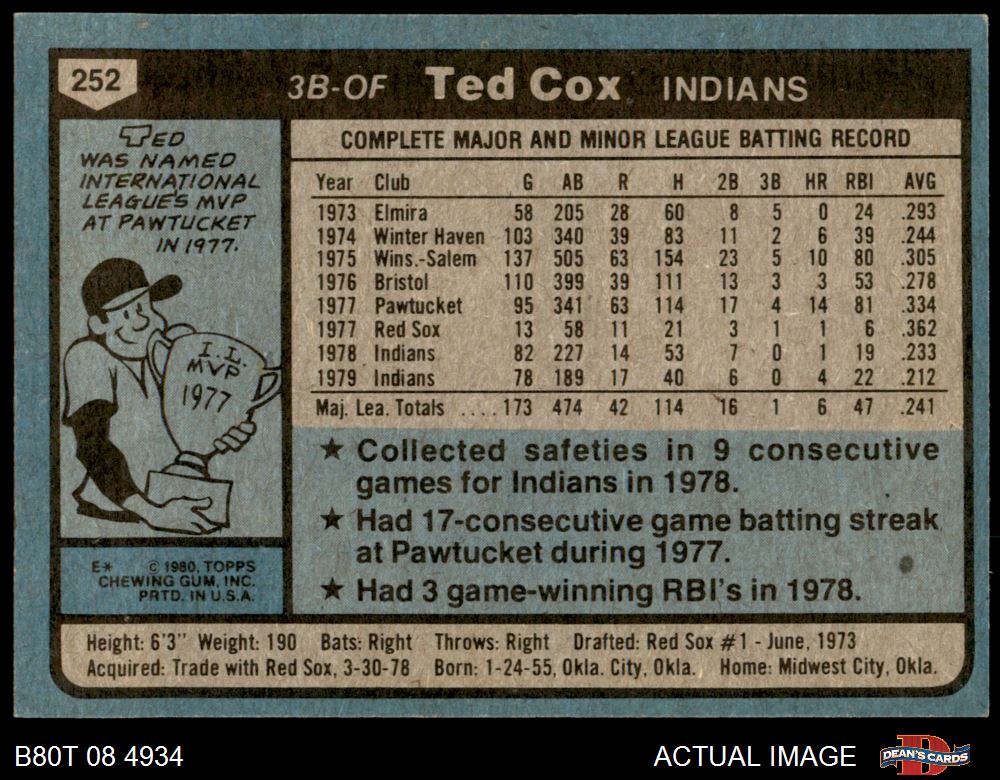 252
3B-OF Ted Cox INDIANS
TED
WAS NAMED
INTERNATIONAL
LEAGUE'S MVP
AT PAWTUCKET
IN 1977.
I.L.
MVP
1977
E* © 1980, TOPPS
CHEWING GUM, INC.
PRTD. IN U.S.A.
COMPLETE MAJOR AND MINOR LEAGUE BATTING RECORD
Year Club G AB R H 2B 3B HR RBI AVG
1973 Elmira 58 205 28 60 8 5 0 24 .293
1974 Winter Haven 103 340 39 83 11 2 6 39 .244
1975 Wins.-Salem 137 505 63 154 23 5 10 80 .305
1976 Bristol 110 399 39 111 13 3 3 53 .278
1977 Pawtucket 95 341 63 114 17 4 14 81 .334
1977 Red Sox 13 58 11 21 3 1 1 6 .362
1978 Indians 82 227 14 53 7 0 1 19 .233
1979 Indians 78 189 17 40 6 0 4 22 .212
Maj. Lea. Totals .... 173 474 42 114 16 1 6 47 .241
★ Collected safeties in 9 consecutive
games for Indians in 1978.
★ Had 17-consecutive game batting streak
at Pawtucket during 1977.
★ Had 3 game-winning RBI's in 1978.
Height: 6'3" Weight: 190 Bats: Right Throws: Right Drafted: Red Sox #1 - June, 1973
Acquired: Trade with Red Sox, 3-30-78 Born: 1-24-55, Okla. City, Okla. Home: Midwest City, Okla.
B80T 08 4934
ACTUAL IMAGE
DEAN'S CARDS